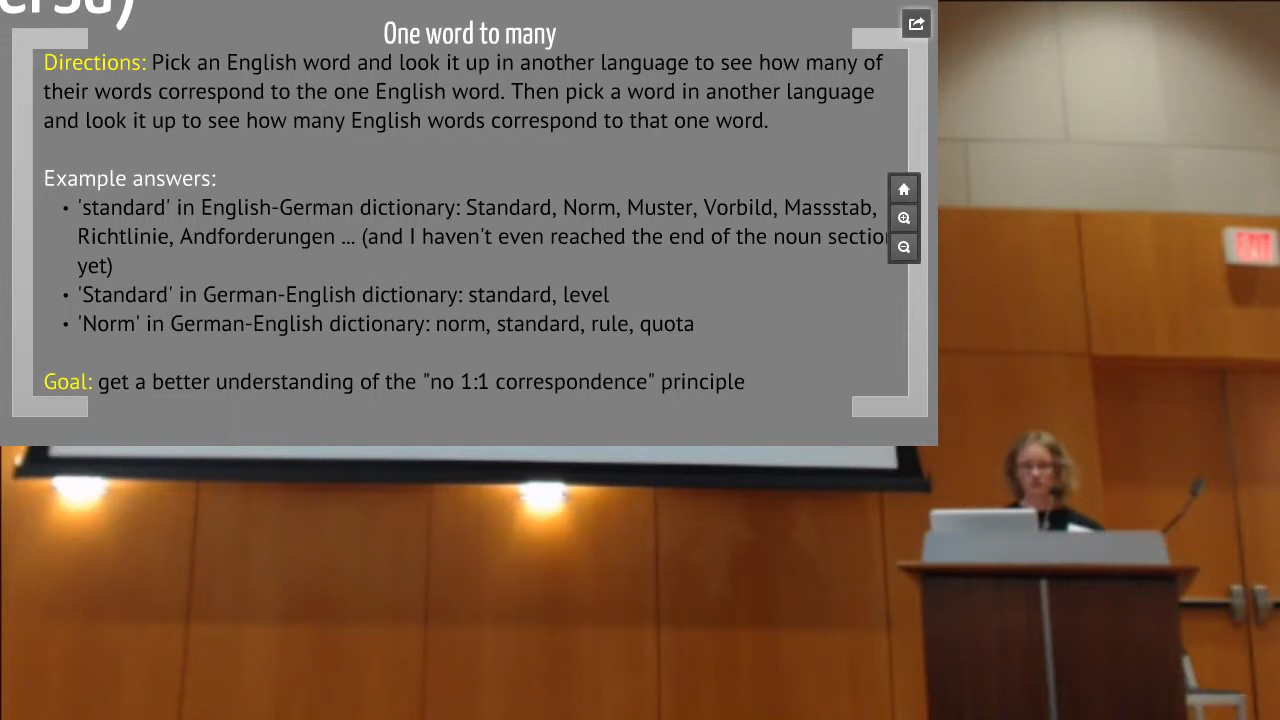 ersa)
One word to many
Directions: Pick an English word and look it up in another language to see how many of
their words correspond to the one English word. Then pick a word in another language
and look it up to see how many English words correspond to that one word.
Example answers:
• 'standard' in English-German dictionary: Standard, Norm, Muster, Vorbild, Massstab,
Richtlinie, Andforderungen ... (and I haven't even reached the end of the noun section
yet)
• 'Standard' in German-English dictionary: standard, level
• 'Norm' in German-English dictionary: norm, standard, rule, quota
Goal: get a better understanding of the "no 1:1 correspondence" principle